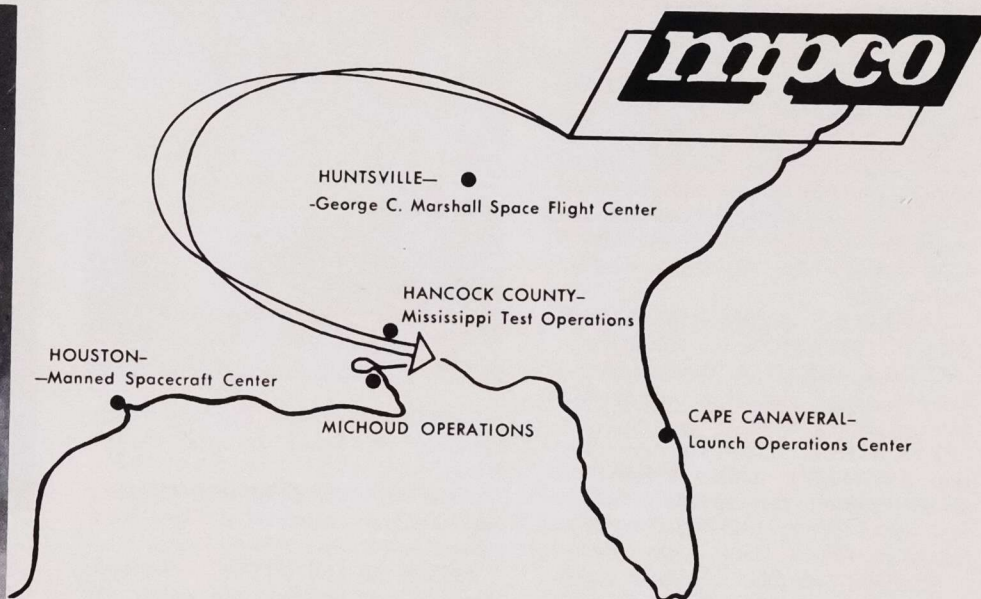 mpco
HUNTSVILLE—
-George C. Marshall Space Flight Center
HANCOCK COUNTY—
Mississippi Test Operations
HOUSTON—
—Manned Spacecraft Center
MICHOUD OPERATIONS
CAPE CANAVERAL—
Launch Operations Center